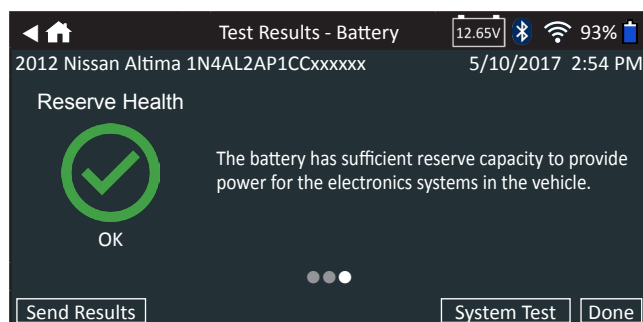 Test Results - Battery 12.65V 93%
2012 Nissan Altima 1N4AL2AP1CCxxxxxx 5/10/2017 2:54 PM
Reserve Health
The battery has sufficient reserve capacity to provide
power for the electronics systems in the vehicle.
OK
Send Results System Test Done